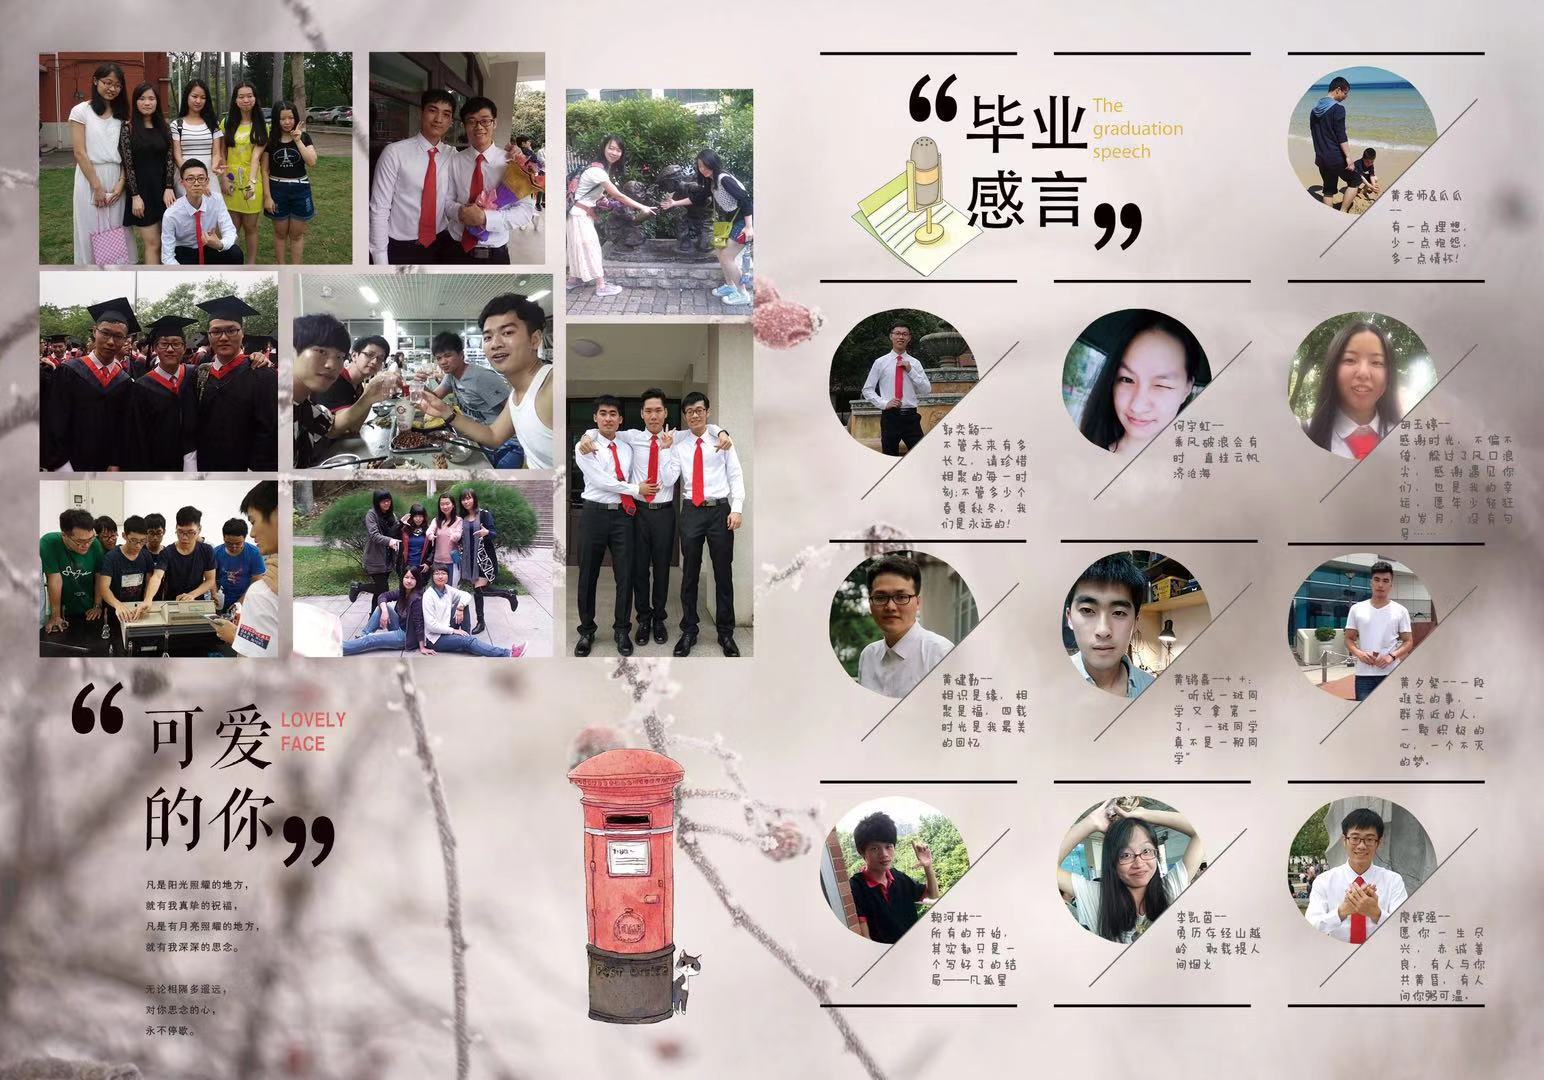 可爱
的你
LOVELY
FACE
凡是阳光照耀的地方，
就有我真挚的祝福，
凡是有月亮照耀的地方，
就有我深深的思念。
无论相隔多遥远，
对你思念的心，
永不停歇。
POST OFFICE
毕业
感言
The
graduation
speech
黄老师&瓜瓜
--
有一点理想，
少一点抱怨，
多一点情怀！
郭奕颖--
不管未来有多
长久，请珍惜
相聚的每一时
刻;不管多少个
春夏秋冬，我
们是永远的!
何宇虹--
乘风破浪会有
时 直挂云帆
济沧海
胡玉婷--
感谢时光，不偏不
倚，躲过了风口浪
尖，感谢遇见你
们，也是我的幸
运，愿年少轻狂
的岁月，没有句
号……
黄健勤--
相识是缘，相
聚是福，四载
时光是我最美
的回忆
黄锵嘉--+ +：
“听说一班同
学又拿第一
了，一班同学
真不是一般同
学”
黄夕粲---一段
难忘的事，一
群亲近的人，
一颗积极的
心，一个不灭
的梦。
赖河林--
所有的开始，
其实都只是一
个写好了的结
局——凡孤星
李凯茵--
勇历存经山越
岭 敢载提人
间烟火
廖辉强--
愿你一生尽
兴，赤诚善
良，有人与你
共黄昏，有人
问你粥可温。